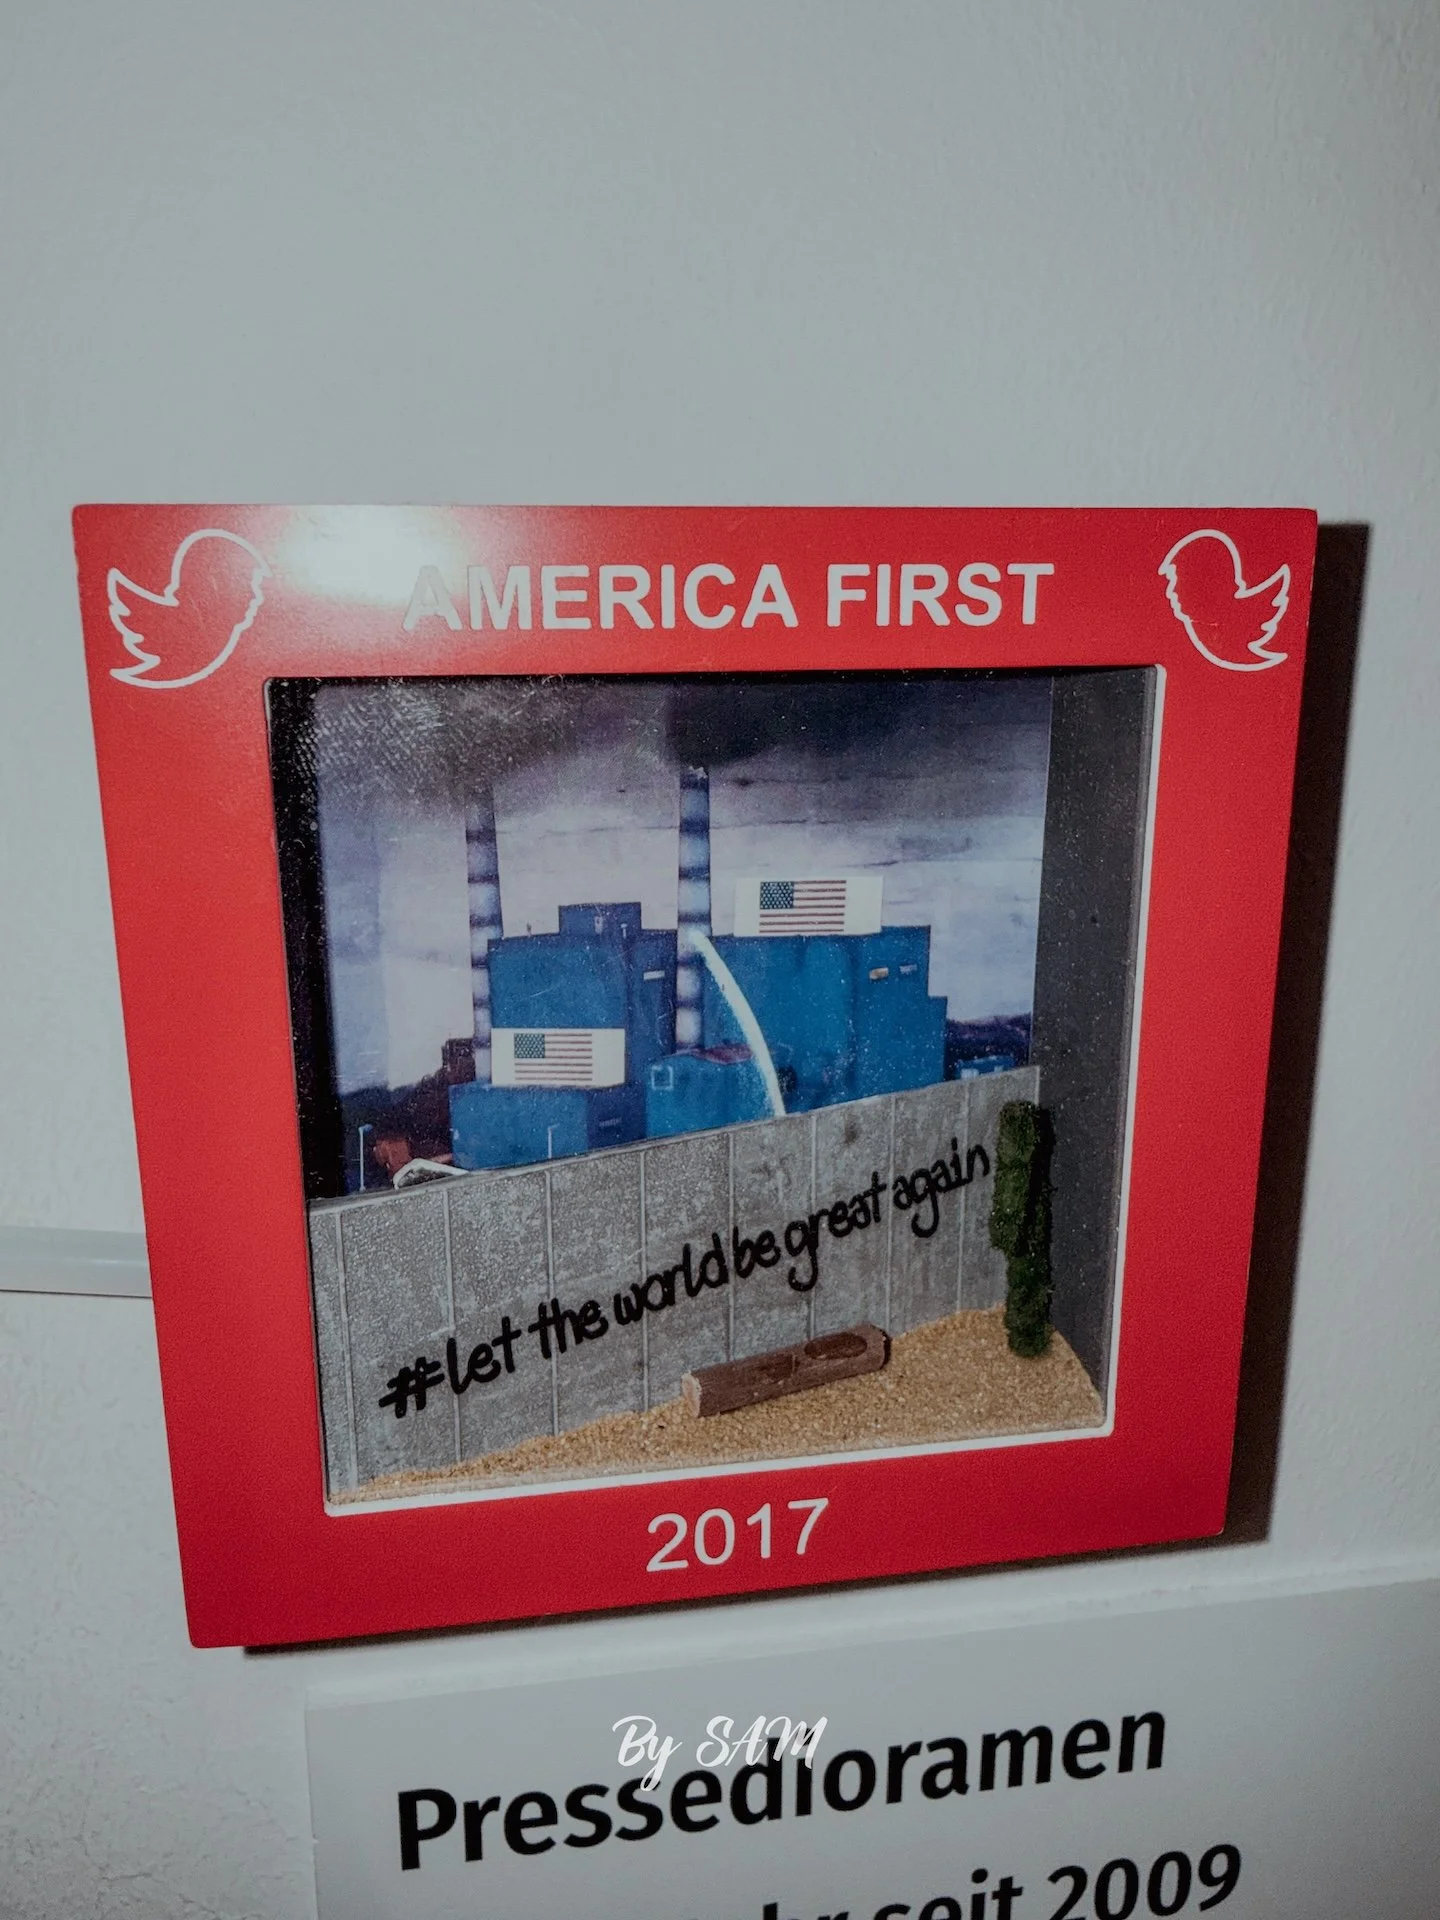 AMERICA FIRST
#let the world be great again
2017
By SAM
Pressedioramen
seit 2009